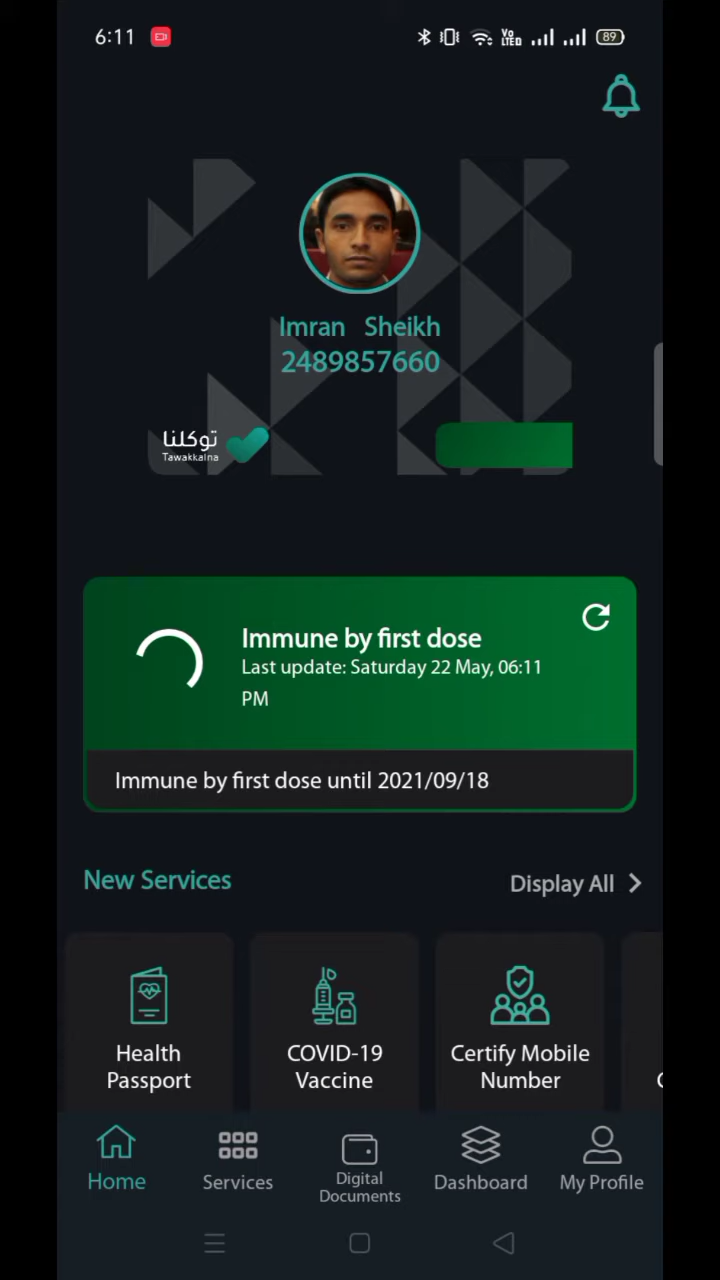 6:11
Vo
LTED
89
Imran Sheikh
2489857660
توكلنا
Tawakkalna
Immune by first dose
Last update: Saturday 22 May, 06:11
PM
Immune by first dose until 2021/09/18
New Services
Display All
Health
Passport
COVID-19
Vaccine
Certify Mobile
Number
Home
Services
Digital
Documents
Dashboard
My Profile